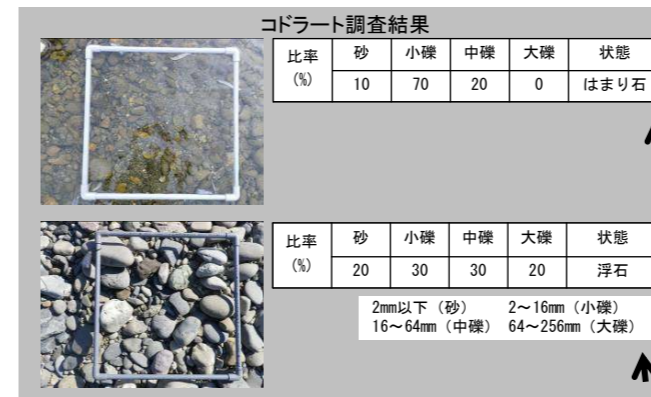 コドラート調査結果
比率(%) 砂 小礫 中礫 大礫 状態
10 70 20 0 はまり石
比率(%) 砂 小礫 中礫 大礫 状態
20 30 30 20 浮石
2mm以下（砂） 2～16mm（小礫）
16～64mm（中礫） 64～256mm（大礫）